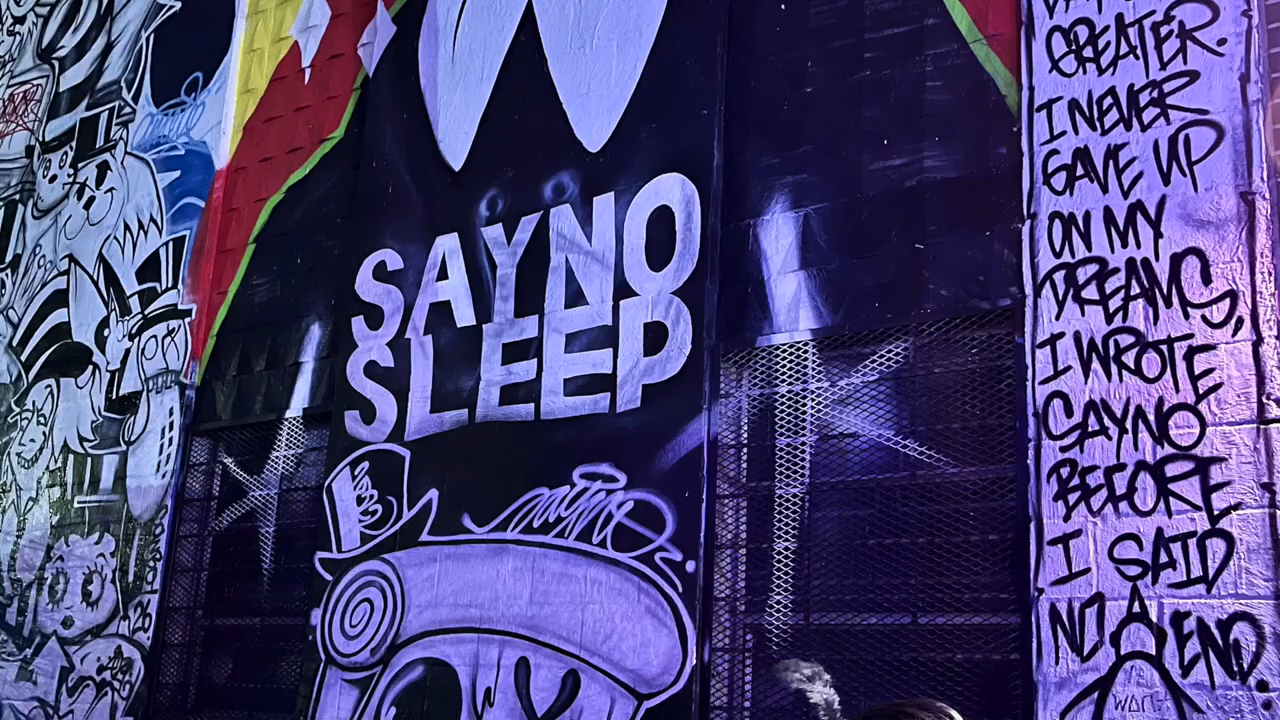 SAYNO
SLEEP
GREATER.
I NEVER
GAVE UP
ON MY
DREAMS,
I WROTE
SAYNO
BEFORE
I SAID
NO
END.